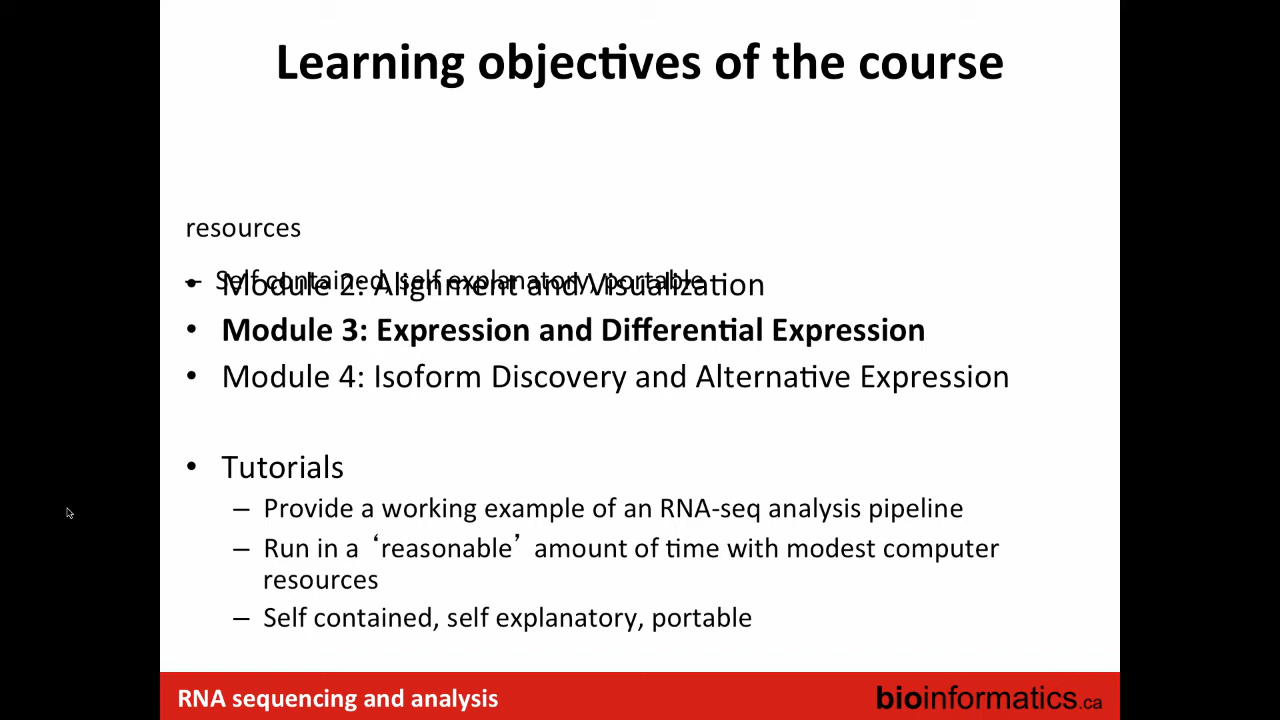 Learning objectives of the course
resources
– Self contained, self explanatory, portable
• Module 2: Alignment and Visualization
• Module 3: Expression and Differential Expression
• Module 4: Isoform Discovery and Alternative Expression
• Tutorials
– Provide a working example of an RNA-seq analysis pipeline
– Run in a ‘reasonable’ amount of time with modest computer
resources
– Self contained, self explanatory, portable
RNA sequencing and analysis
bioinformatics.ca